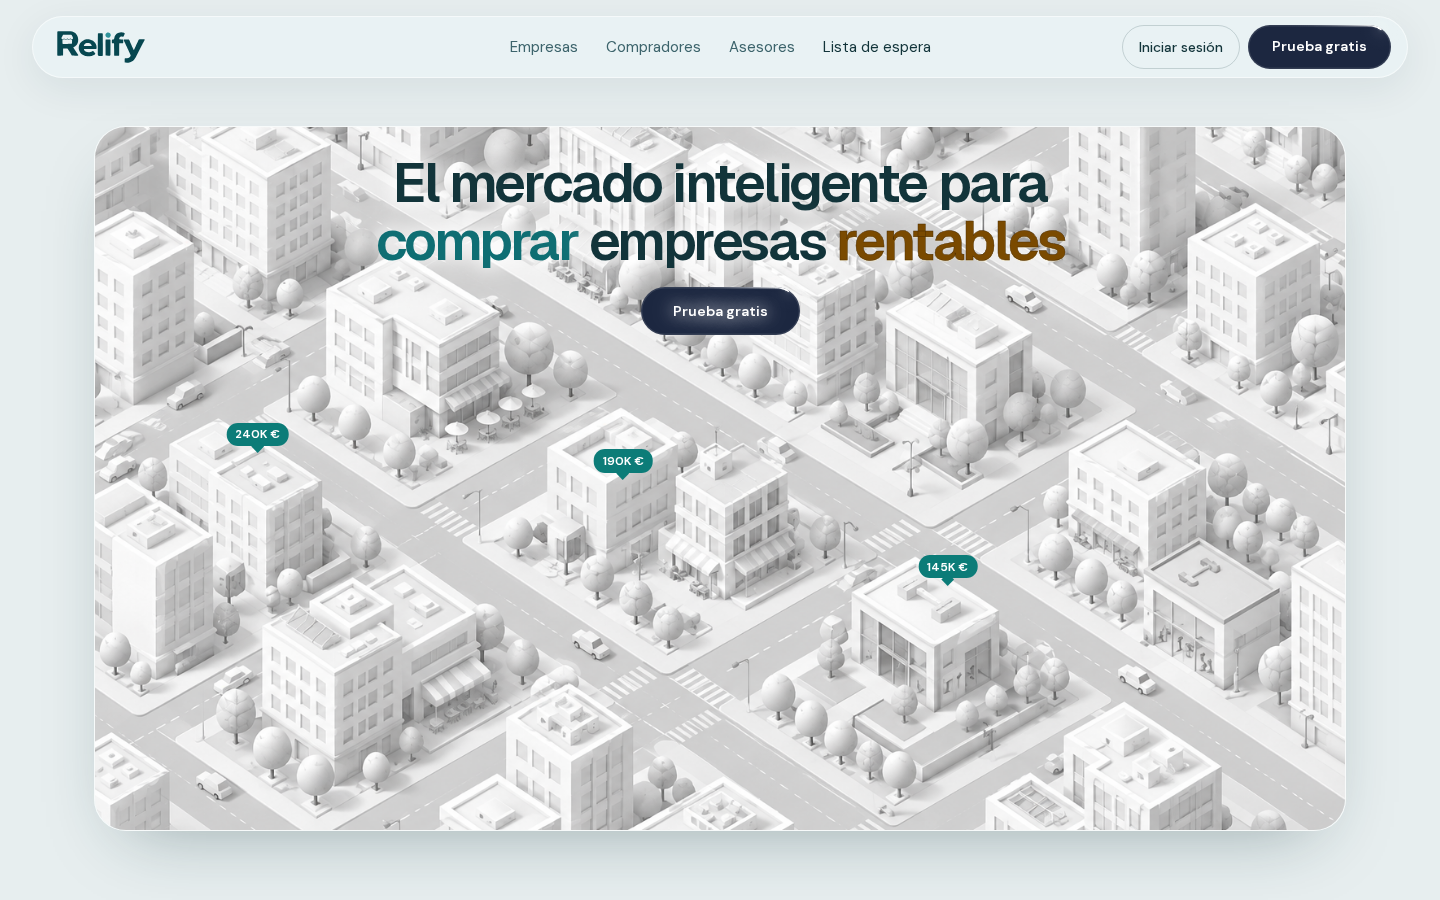 Relify
Empresas
Compradores
Asesores
Lista de espera
Iniciar sesión
Prueba gratis
El mercado inteligente para
comprar empresas rentables
Prueba gratis
240K €
190K €
145K €